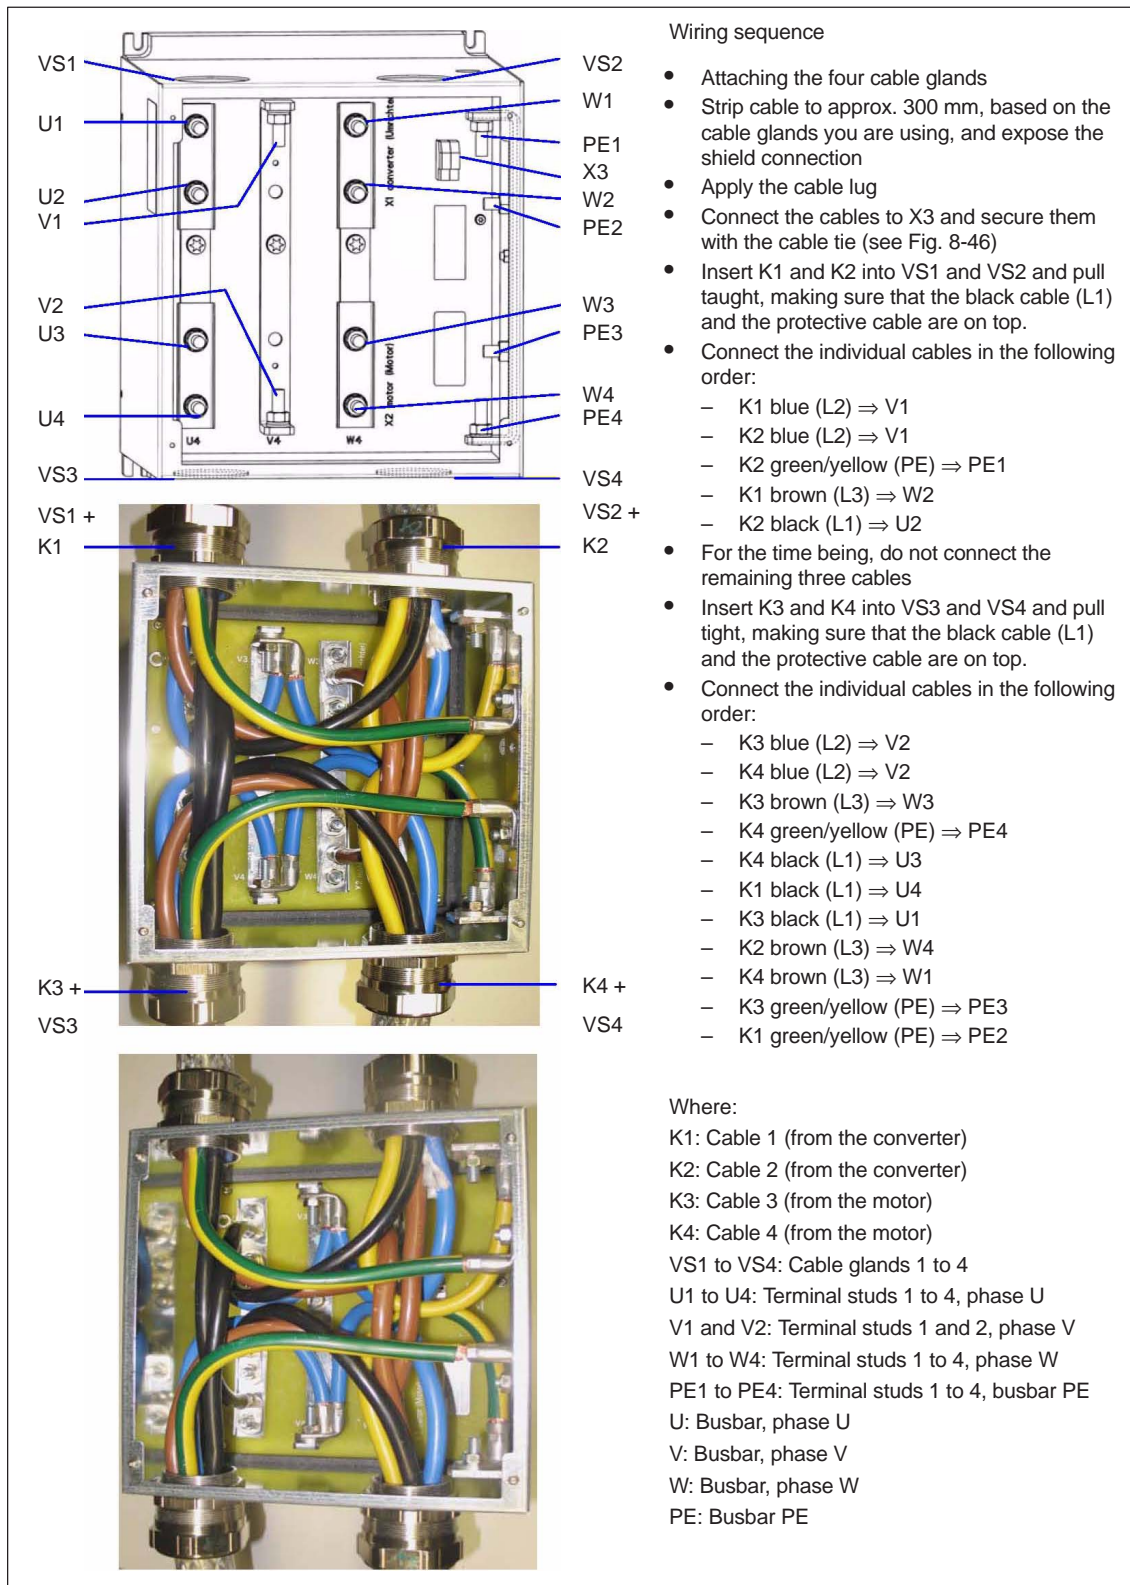 VS1
U1
U2
V1
V2
U3
U4
VS3
VS1 +
K1
VS2
W1
PE1
X3
W2
PE2
W3
PE3
W4
PE4
VS4
VS2 +
K2
X1 converter (Umrichter)
X2 motor (Motor)
U4
V4
W4
K3 +
VS3
K4 +
VS4
Wiring sequence
• Attaching the four cable glands
• Strip cable to approx. 300 mm, based on the
cable glands you are using, and expose the
shield connection
• Apply the cable lug
• Connect the cables to X3 and secure them
with the cable tie (see Fig. 8-46)
• Insert K1 and K2 into VS1 and VS2 and pull
taught, making sure that the black cable (L1)
and the protective cable are on top.
• Connect the individual cables in the following
order:
– K1 blue (L2) ⇒ V1
– K2 blue (L2) ⇒ V1
– K2 green/yellow (PE) ⇒ PE1
– K1 brown (L3) ⇒ W2
– K2 black (L1) ⇒ U2
• For the time being, do not connect the
remaining three cables
• Insert K3 and K4 into VS3 and VS4 and pull
tight, making sure that the black cable (L1)
and the protective cable are on top.
• Connect the individual cables in the following
order:
– K3 blue (L2) ⇒ V2
– K4 blue (L2) ⇒ V2
– K3 brown (L3) ⇒ W3
– K4 green/yellow (PE) ⇒ PE4
– K4 black (L1) ⇒ U3
– K1 black (L1) ⇒ U4
– K3 black (L1) ⇒ U1
– K2 brown (L3) ⇒ W4
– K4 brown (L3) ⇒ W1
– K3 green/yellow (PE) ⇒ PE3
– K1 green/yellow (PE) ⇒ PE2
Where:
K1: Cable 1 (from the converter)
K2: Cable 2 (from the converter)
K3: Cable 3 (from the motor)
K4: Cable 4 (from the motor)
VS1 to VS4: Cable glands 1 to 4
U1 to U4: Terminal studs 1 to 4, phase U
V1 and V2: Terminal studs 1 and 2, phase V
W1 to W4: Terminal studs 1 to 4, phase W
PE1 to PE4: Terminal studs 1 to 4, busbar PE
U: Busbar, phase U
V: Busbar, phase V
W: Busbar, phase W
PE: Busbar PE